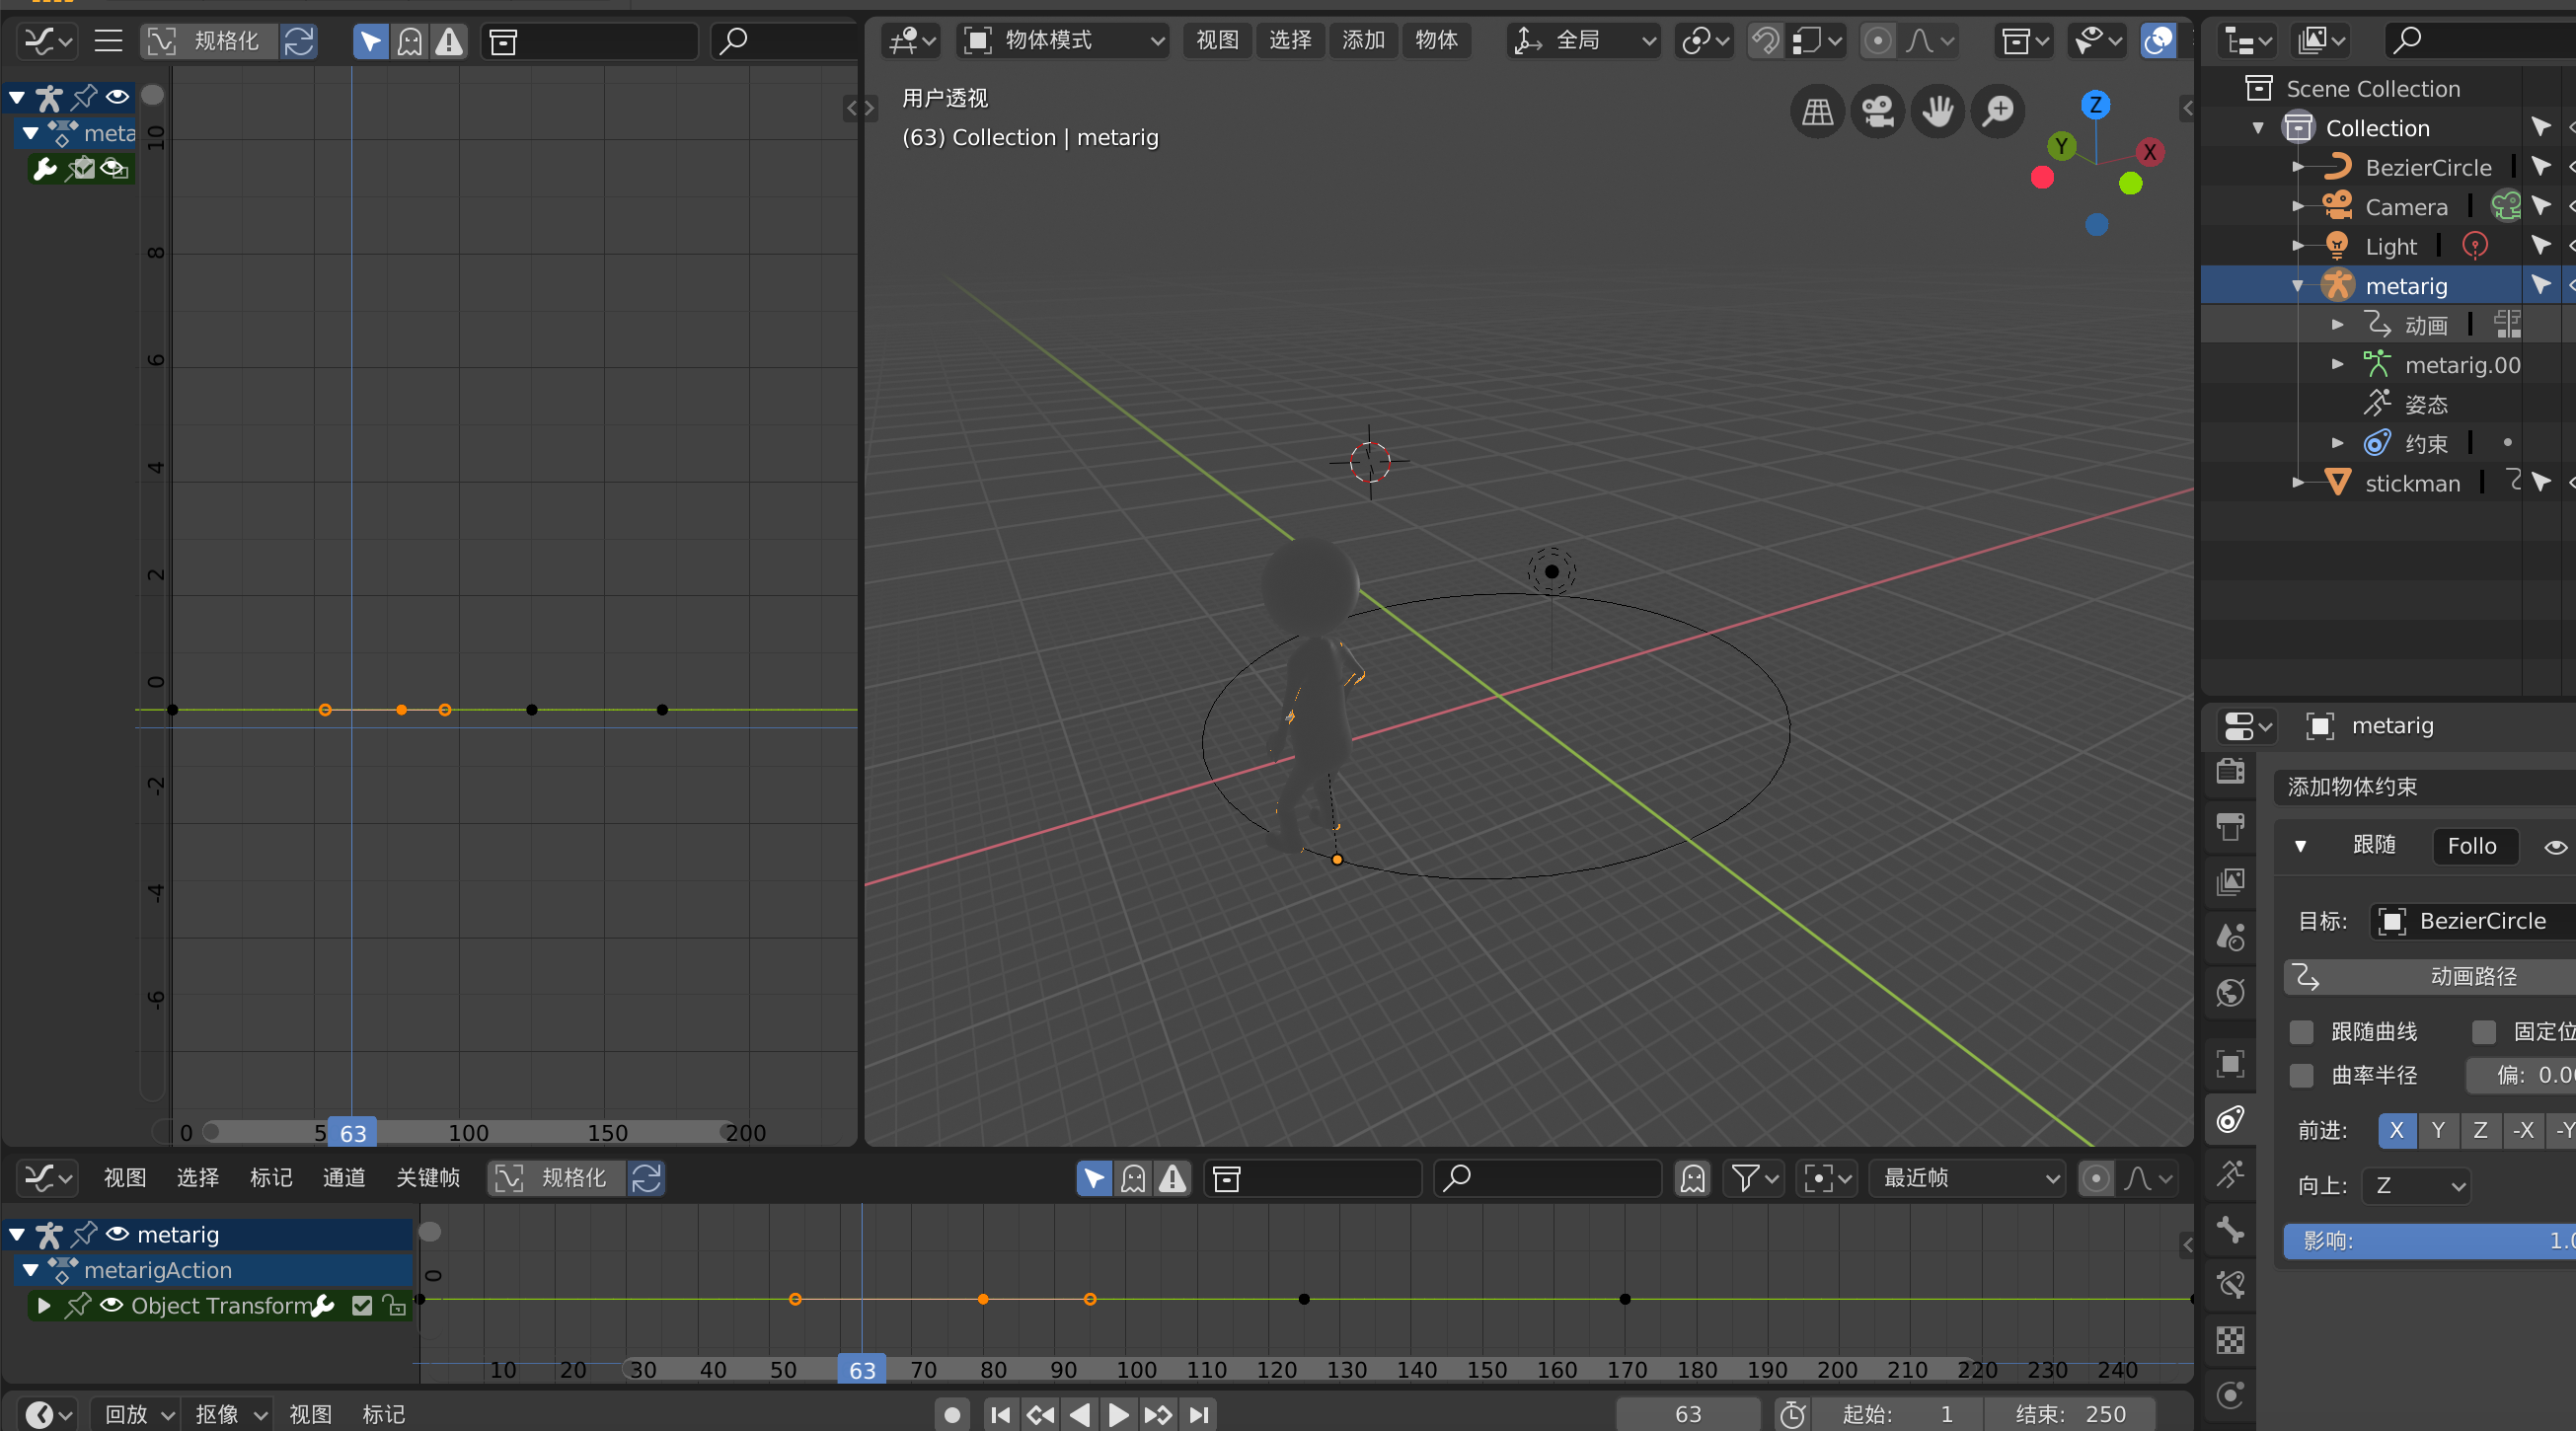 规格化
meta
10
8
6
4
2
0
-2
-4
-6
0 5 63 100 150 200
物体模式 视图 选择 添加 物体 全局
用户透视
(63) Collection | metarig
Z
Y
X
Scene Collection
Collection
BezierCircle
Camera
Light
metarig
动画
metarig.00
姿态
约束
stickman
metarig
添加物体约束
跟随 Follo
目标: BezierCircle
动画路径
跟随曲线 固定位
曲率半径 偏: 0.0
前进: X Y Z -X -Y
向上: Z
影响: 1.0
视图 选择 标记 通道 关键帧 规格化 最近帧
metarig
metarigAction
Object Transform
0
10 20 30 40 50 63 70 80 90 100 110 120 130 140 150 160 170 180 190 200 210 220 230 240
回放 抠像 视图 标记 63 起始: 1 结束: 250